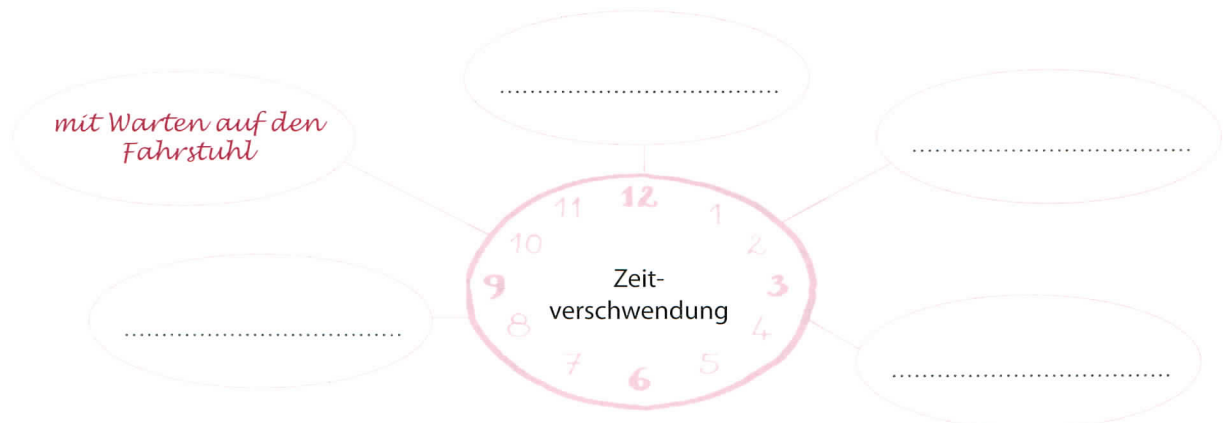 mit Warten auf den
Fahrstuhl
11 12 1
10 2
Zeit-
9 3
verschwendung
8 4
7 6 5